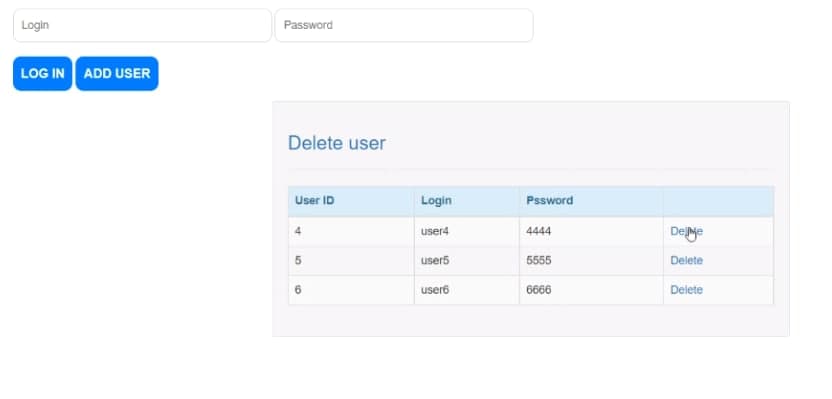 Login Password
LOG IN ADD USER
Delete user
User ID Login Pssword
4 user4 4444 Delete
5 user5 5555 Delete
6 user6 6666 Delete